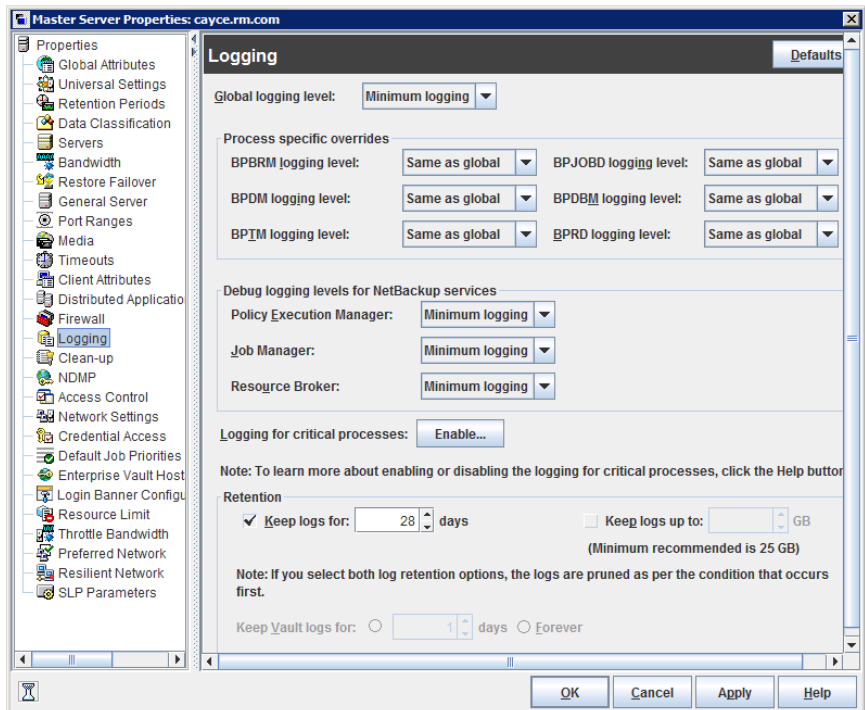 Master Server Properties: cayce.rm.com
Properties
Global Attributes
Universal Settings
Retention Periods
Data Classification
Servers
Bandwidth
Restore Failover
General Server
Port Ranges
Media
Timeouts
Client Attributes
Distributed Applicatio
Firewall
Logging
Clean-up
NDMP
Access Control
Network Settings
Credential Access
Default Job Priorities
Enterprise Vault Host
Login Banner Configu
Resource Limit
Throttle Bandwidth
Preferred Network
Resilient Network
SLP Parameters
Logging Defaults
Global logging level: Minimum logging
Process specific overrides
BPBRM logging level: Same as global BPJOBD logging level: Same as global
BPDM logging level: Same as global BPDBM logging level: Same as global
BPTM logging level: Same as global BPRD logging level: Same as global
Debug logging levels for NetBackup services
Policy Execution Manager: Minimum logging
Job Manager: Minimum logging
Resource Broker: Minimum logging
Logging for critical processes: Enable...
Note: To learn more about enabling or disabling the logging for critical processes, click the Help button
Retention
Keep logs for: 28 days Keep logs up to: GB
(Minimum recommended is 25 GB)
Note: If you select both log retention options, the logs are pruned as per the condition that occurs
first.
Keep Vault logs for: 1 days Forever
OK Cancel Apply Help